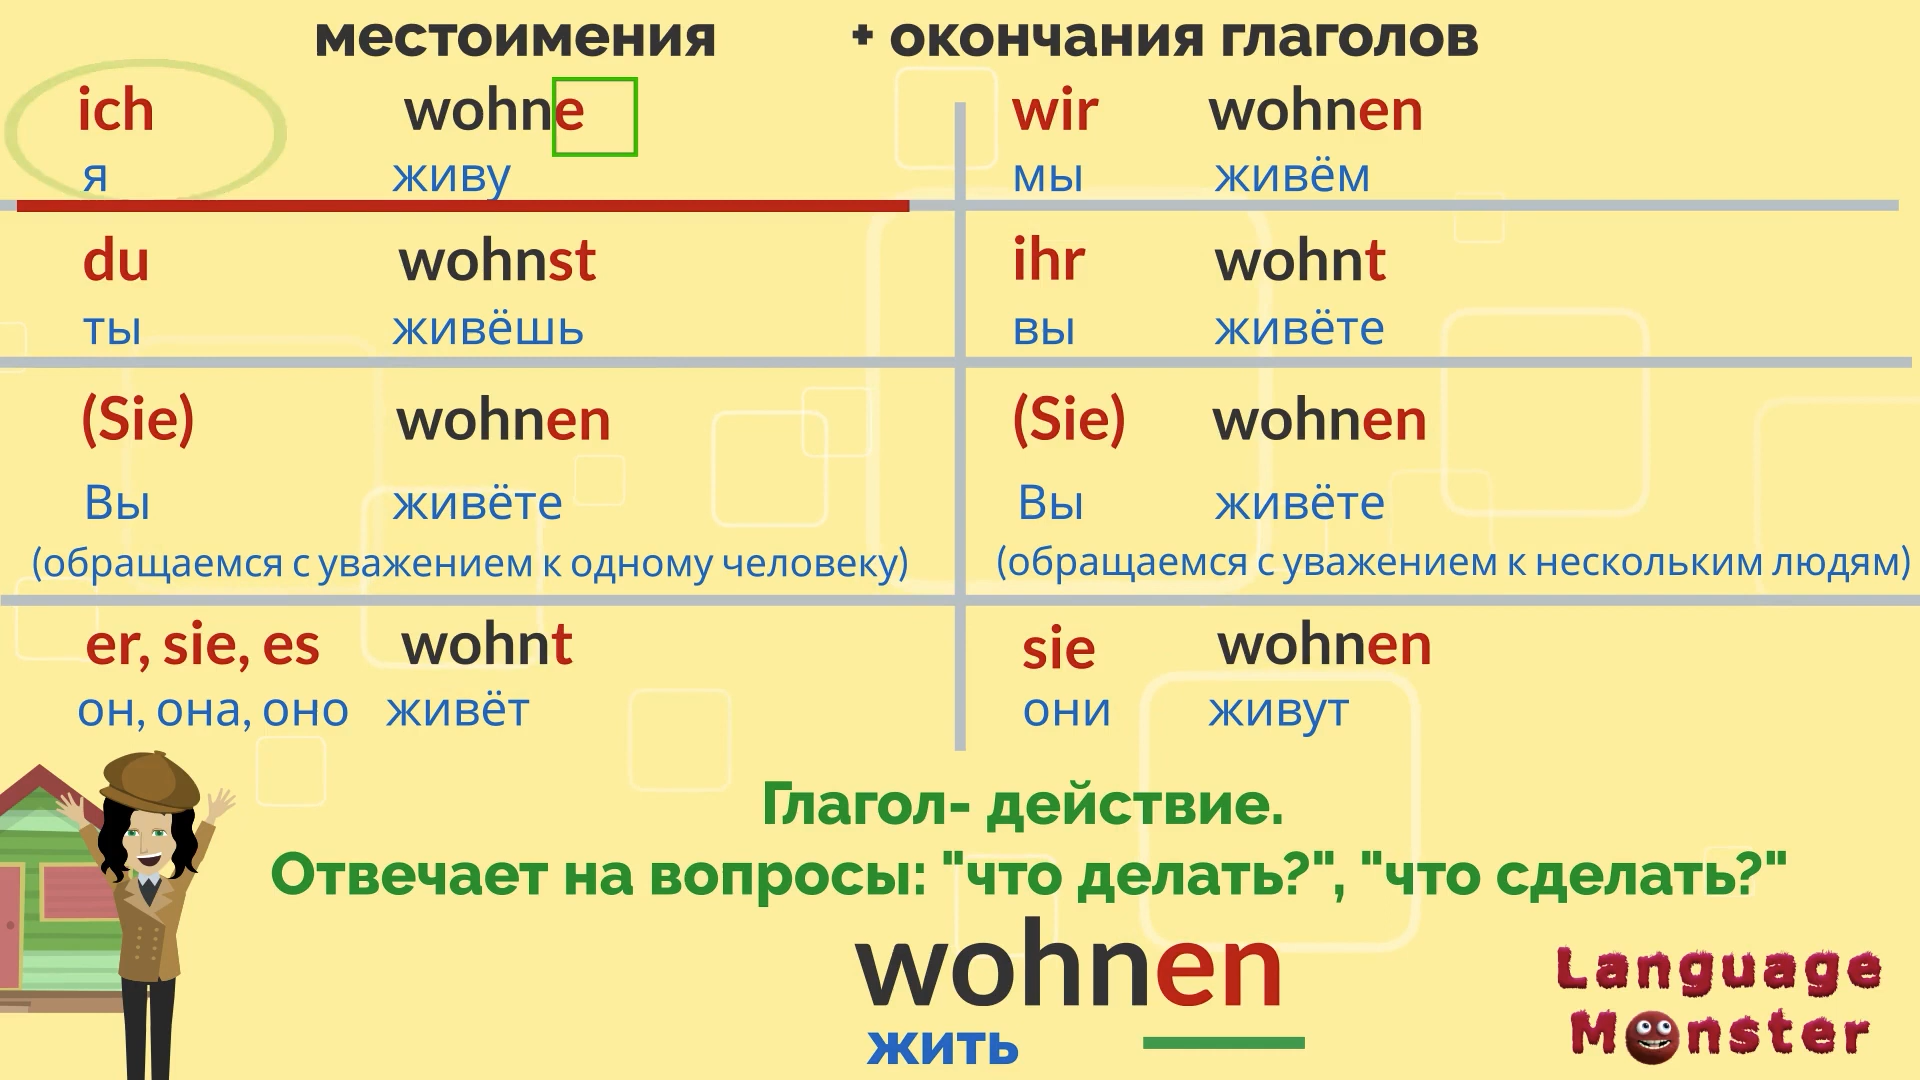 местоимения + окончания глаголов
ich wohne wir wohnen
я живу мы живём
du wohnst ihr wohnt
ты живёшь вы живёте
(Sie) wohnen (Sie) wohnen
Вы живёте Вы живёте
(обращаемся с уважением к одному человеку) (обращаемся с уважением к нескольким людям)
er, sie, es wohnt sie wohnen
он, она, оно живёт они живут
Глагол- действие.
Отвечает на вопросы: "что делать?", "что сделать?"
wohnen
жить
Language
Monster